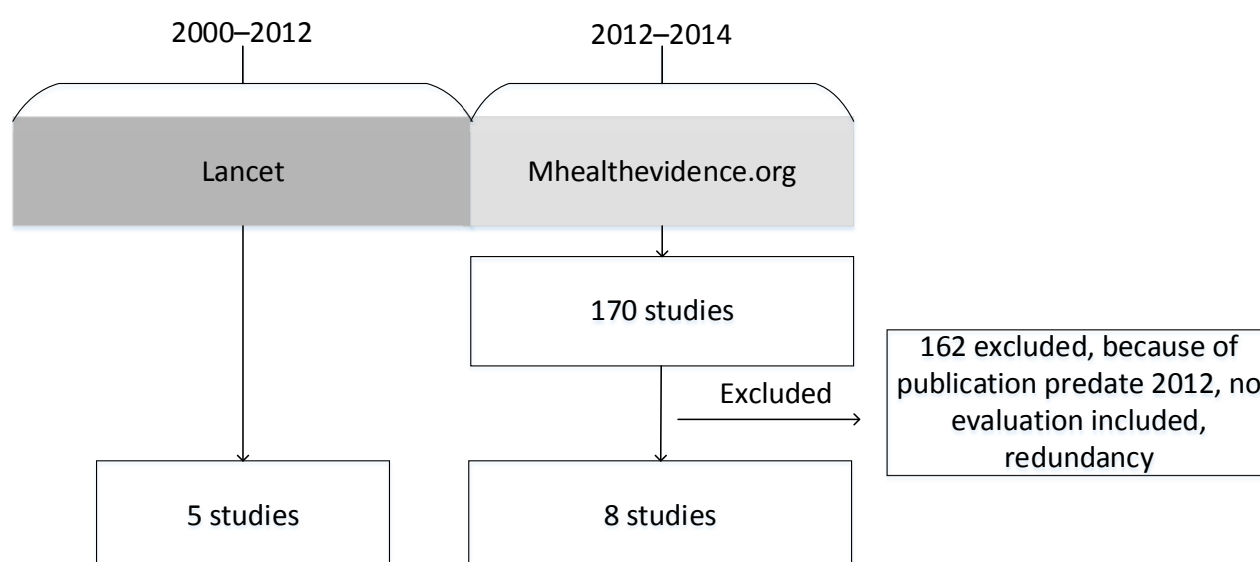 2000–2012
2012–2014
Lancet
Mhealthevidence.org
170 studies
Excluded
162 excluded, because of
publication predate 2012, no
evaluation included,
redundancy
5 studies
8 studies